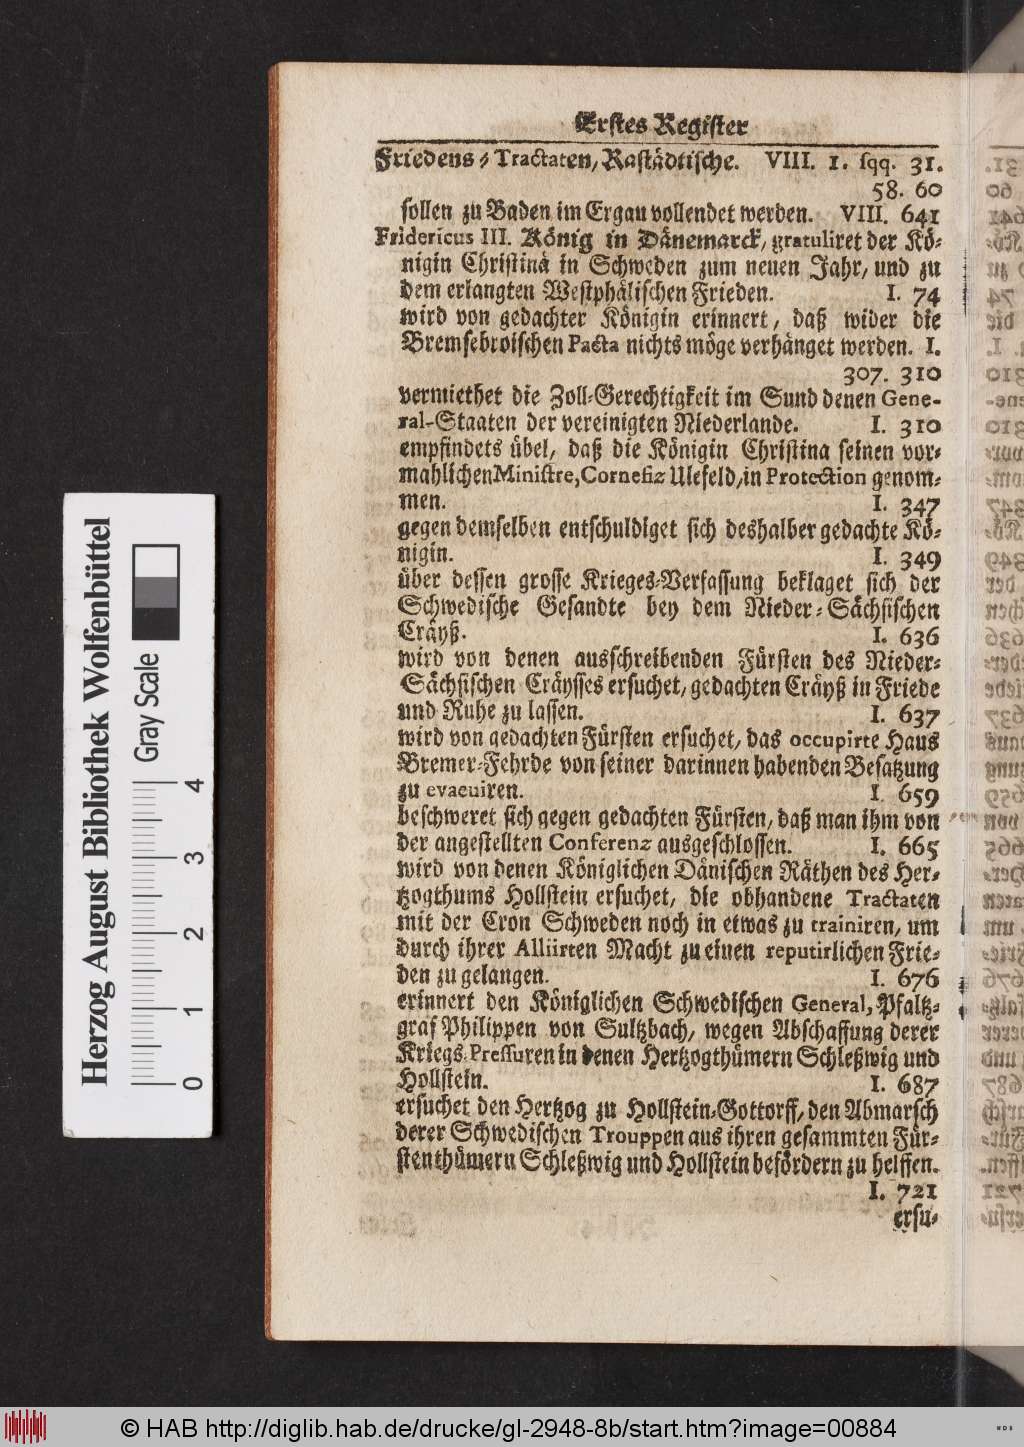 Erstes Register
Friedens-Tractaten, Rastädtische. VIII. 1. sqq. 31.
58. 60
sollen zu Baden im Ergau vollendet werden. VIII. 641
Fridericus III. König in Dänemarck, gratuliret der Kö-
nigin Christinä in Schweden zum neuen Jahr, und zu
dem erlangten Westphälischen Frieden. I. 74
wird von gedachter Königin erinnert, daß wider die
Bremsebroischen Pacta nichts möge verhänget werden. I.
307. 310
vermiethet die Zoll-Gerechtigkeit im Sund denen Gene-
ral-Staaten der vereinigten Niederlande. I. 310
empfindets übel, daß die Königin Christina seinen vor-
mahlichen Ministre, Cornefiz Ulefeld, in Protection genom-
men. I. 347
gegen demselben entschuldiget sich deshalber gedachte Kö-
nigin. I. 349
über dessen grosse Krieges-Verfassung beklaget sich der
Schwedische Gesandte bey dem Nieder-Sächsischen
Cräyß. I. 636
wird von denen ausschreibenden Fürsten des Nieder-
Sächsischen Cräysses ersuchet, gedachten Cräyß in Friede
und Ruhe zu lassen. I. 637
wird von gedachten Fürsten ersuchet, das occupirte Haus
Bremer-Fehrde von seiner darinnen habenden Besatzung
zu evacuiren. I 659
beschweret sich gegen gedachten Fürsten, daß man ihm von
der angestellten Conferenz ausgeschlossen. I. 665
wird von denen Königlichen Dänischen Räthen des Her-
tzogthums Hollstein ersuchet, die obhandene Tractaten
mit der Cron Schweden noch in etwas zu trainiren, um
durch ihrer Alliirten Macht zu einen reputirlichen Frie-
den zu gelangen. I. 676
erinnert den Königlichen Schwedischen General, Pfaltz-
graf Philippen von Sultzbach, wegen Abschaffung derer
Kriegs-Pressuren in denen Hertzogthümern Schleßwig und
Hollstein. I. 687
ersuchet den Hertzog zu Hollstein-Gottorff, den Abmarsch
derer Schwedischen Trouppen aus ihren gesammten Für-
stenthümern Schleßwig und Hollstein befördern zu helffen.
I. 721
ersu-
Herzog August Bibliothek Wolfenbüttel
Gray Scale
0 1 2 3 4
© HAB http://diglib.hab.de/drucke/gl-2948-8b/start.htm?image=00884